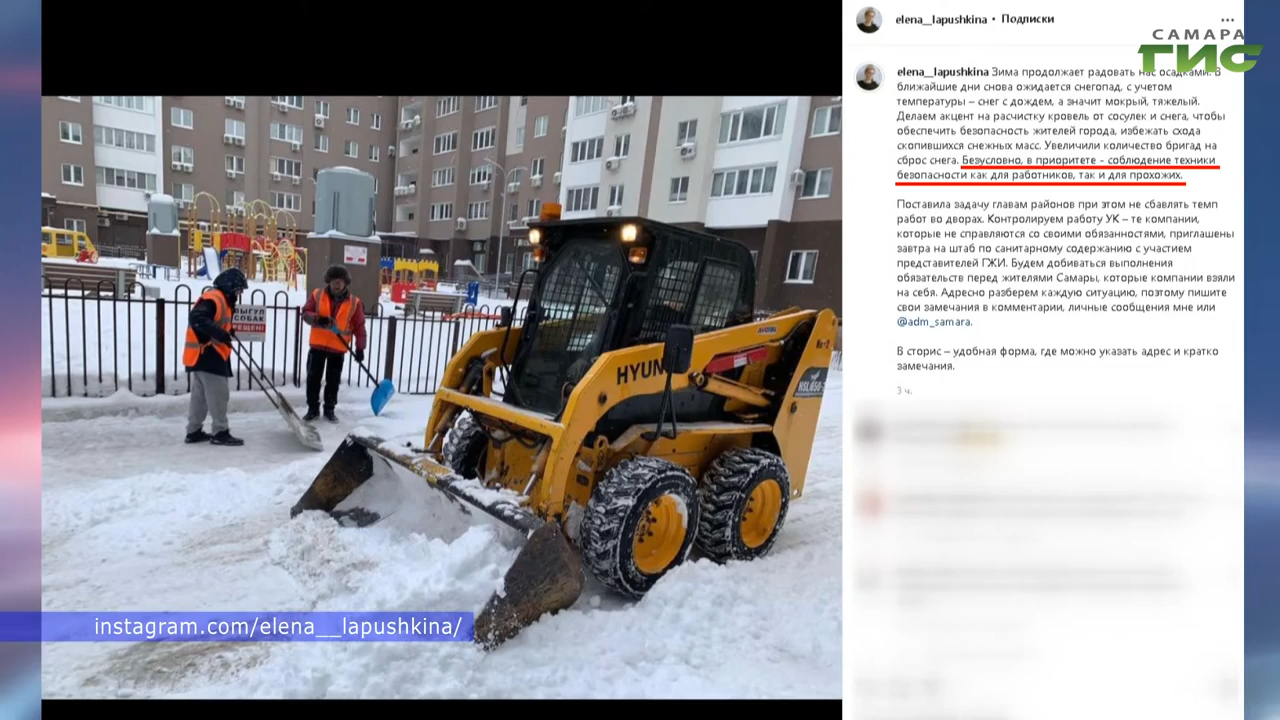 elena__lapushkina • Подписки
САМАРА
ГИС
elena__lapushkina Зима продолжает радовать нас осадками. В
ближайшие дни снова ожидается снегопад, с учетом
температуры – снег с дождем, а значит мокрый, тяжелый.
Делаем акцент на расчистку кровель от сосулек и снега, чтобы
обеспечить безопасность жителей города, избежать схода
скопившихся снежных масс. Увеличили количество бригад на
сброс снега. Безусловно, в приоритете - соблюдение техники
безопасности как для работников, так и для прохожих.
Поставила задачу главам районов при этом не сбавлять темп
работ во дворах. Контролируем работу УК – те компании,
которые не справляются со своими обязанностями, приглашены
завтра на штаб по санитарному содержанию с участием
представителей ГЖИ. Будем добиваться выполнения
обязательств перед жителями Самары, которые компании взяли
на себя. Адресно разберем каждую ситуацию, поэтому пишите
свои замечания в комментарии, личные сообщения мне или
@adm_samara.
В сторис – удобная форма, где можно указать адрес и кратко
замечания.
3 ч.
ВЫГУЛ
СОБАК
РЕЩЕН!
HYUN
HSL650-7
instagram.com/elena__lapushkina/